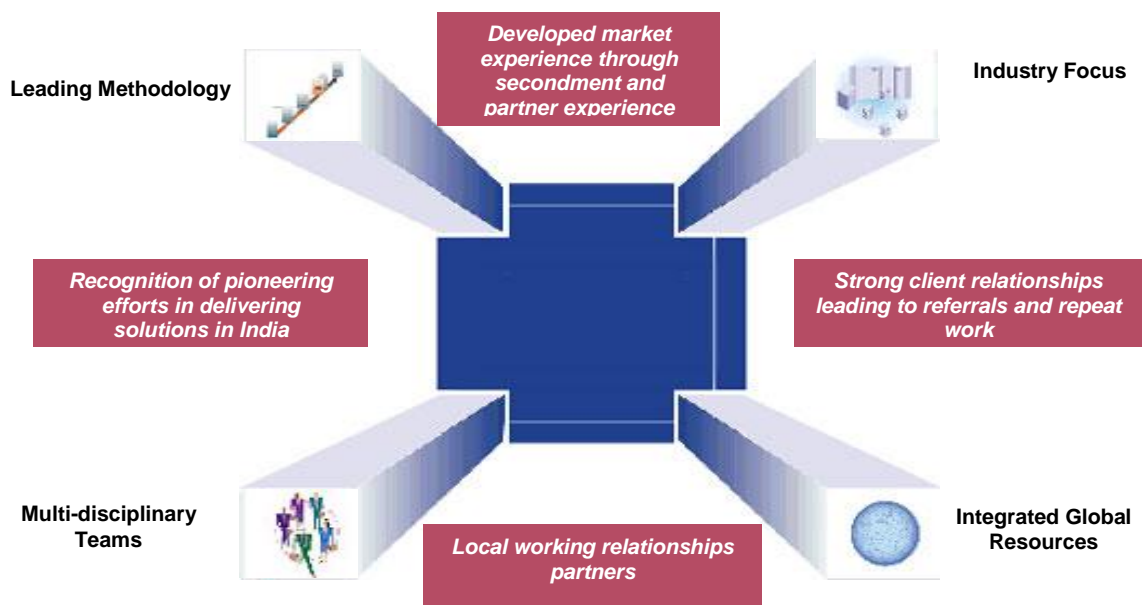 Developed market
experience through
secondment and
partner experience
Leading Methodology
Industry Focus
Recognition of pioneering
efforts in delivering
solutions in India
Strong client relationships
leading to referrals and repeat
work
Multi-disciplinary
Teams
Integrated Global
Resources
Local working relationships
partners